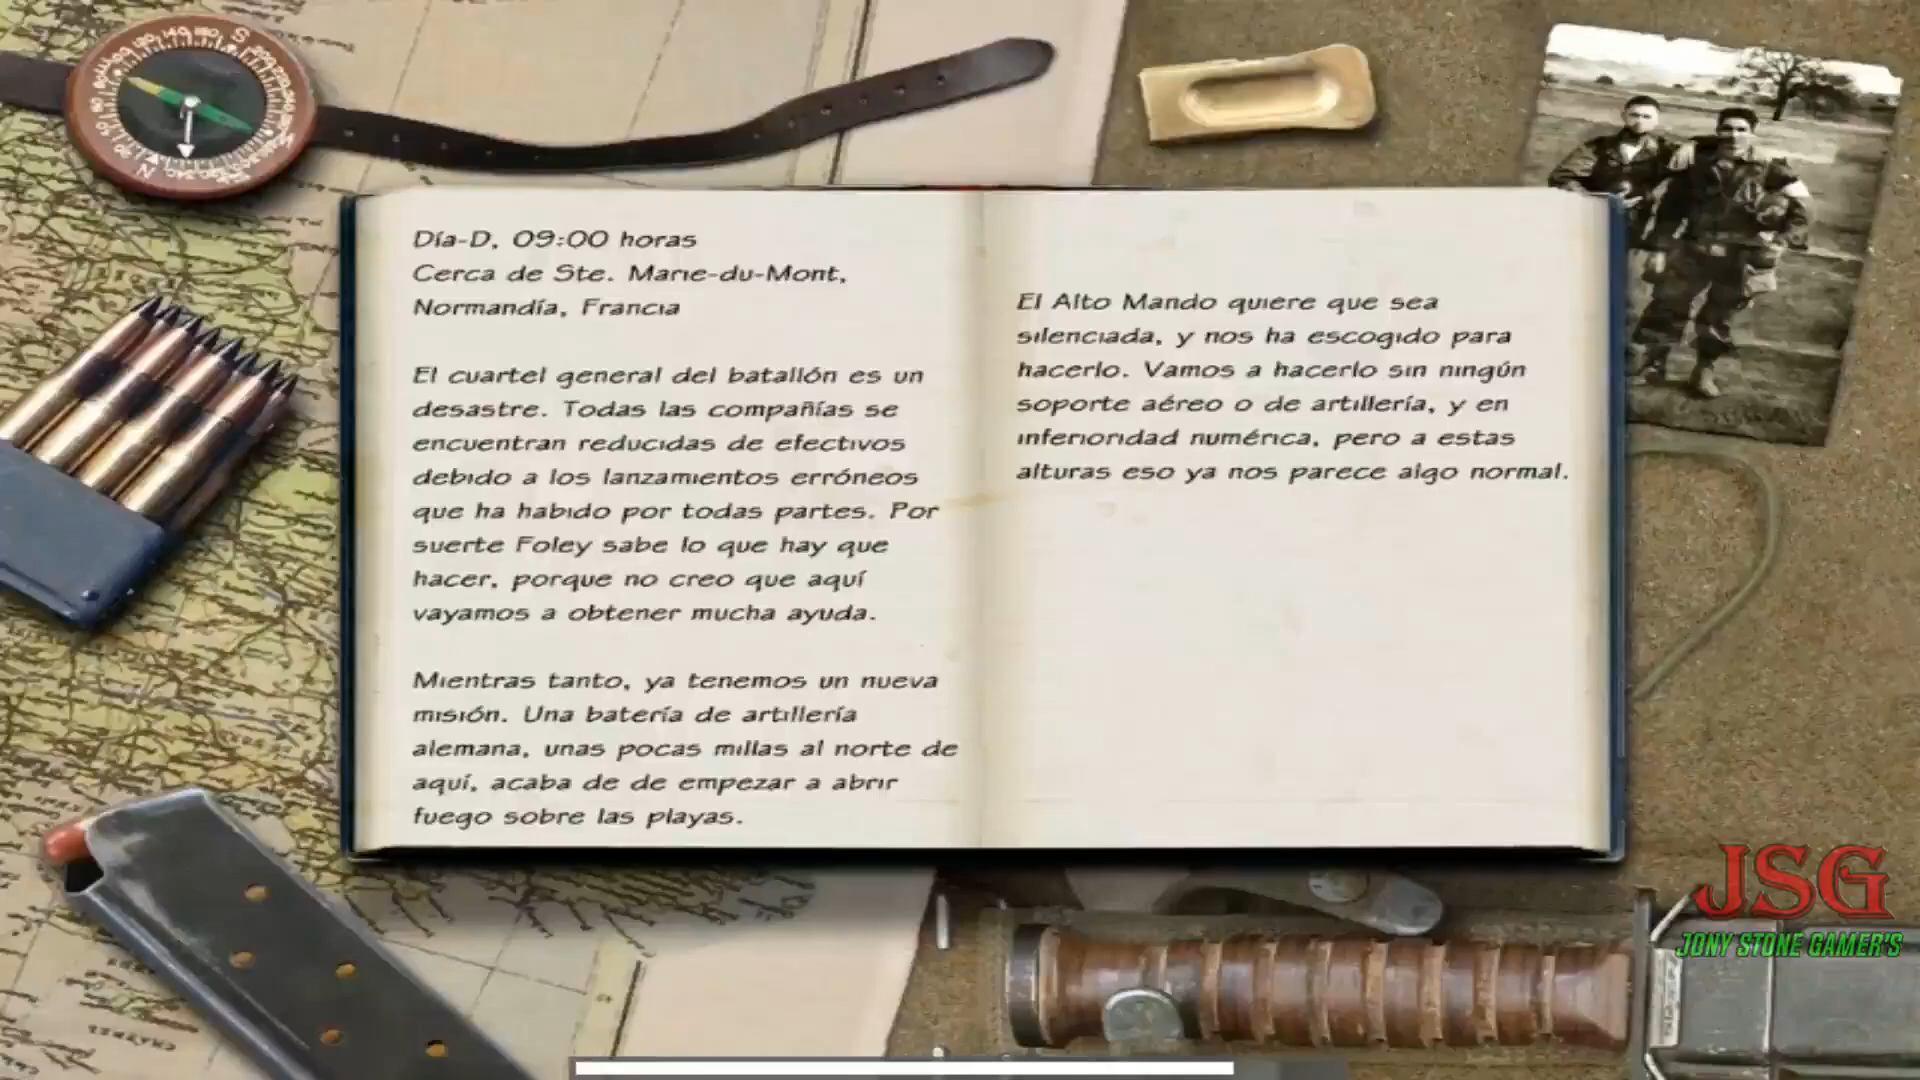 Día-D, 09:00 horas
Cerca de Ste. Marie-du-Mont,
Normandía, Francia
El cuartel general del batallón es un
desastre. Todas las compañías se
encuentran reducidas de efectivos
debido a los lanzamientos erróneos
que ha habido por todas partes. Por
suerte Foley sabe lo que hay que
hacer, porque no creo que aquí
vayamos a obtener mucha ayuda.
Mientras tanto, ya tenemos un nueva
misión. Una batería de artillería
alemana, unas pocas millas al norte de
aquí, acaba de de empezar a abrir
fuego sobre las playas.
El Alto Mando quiere que sea
silenciada, y nos ha escogido para
hacerlo. Vamos a hacerlo sin ningún
soporte aéreo o de artillería, y en
inferioridad numérica, pero a estas
alturas eso ya nos parece algo normal.
JSG
JONY STONE GAMER'S